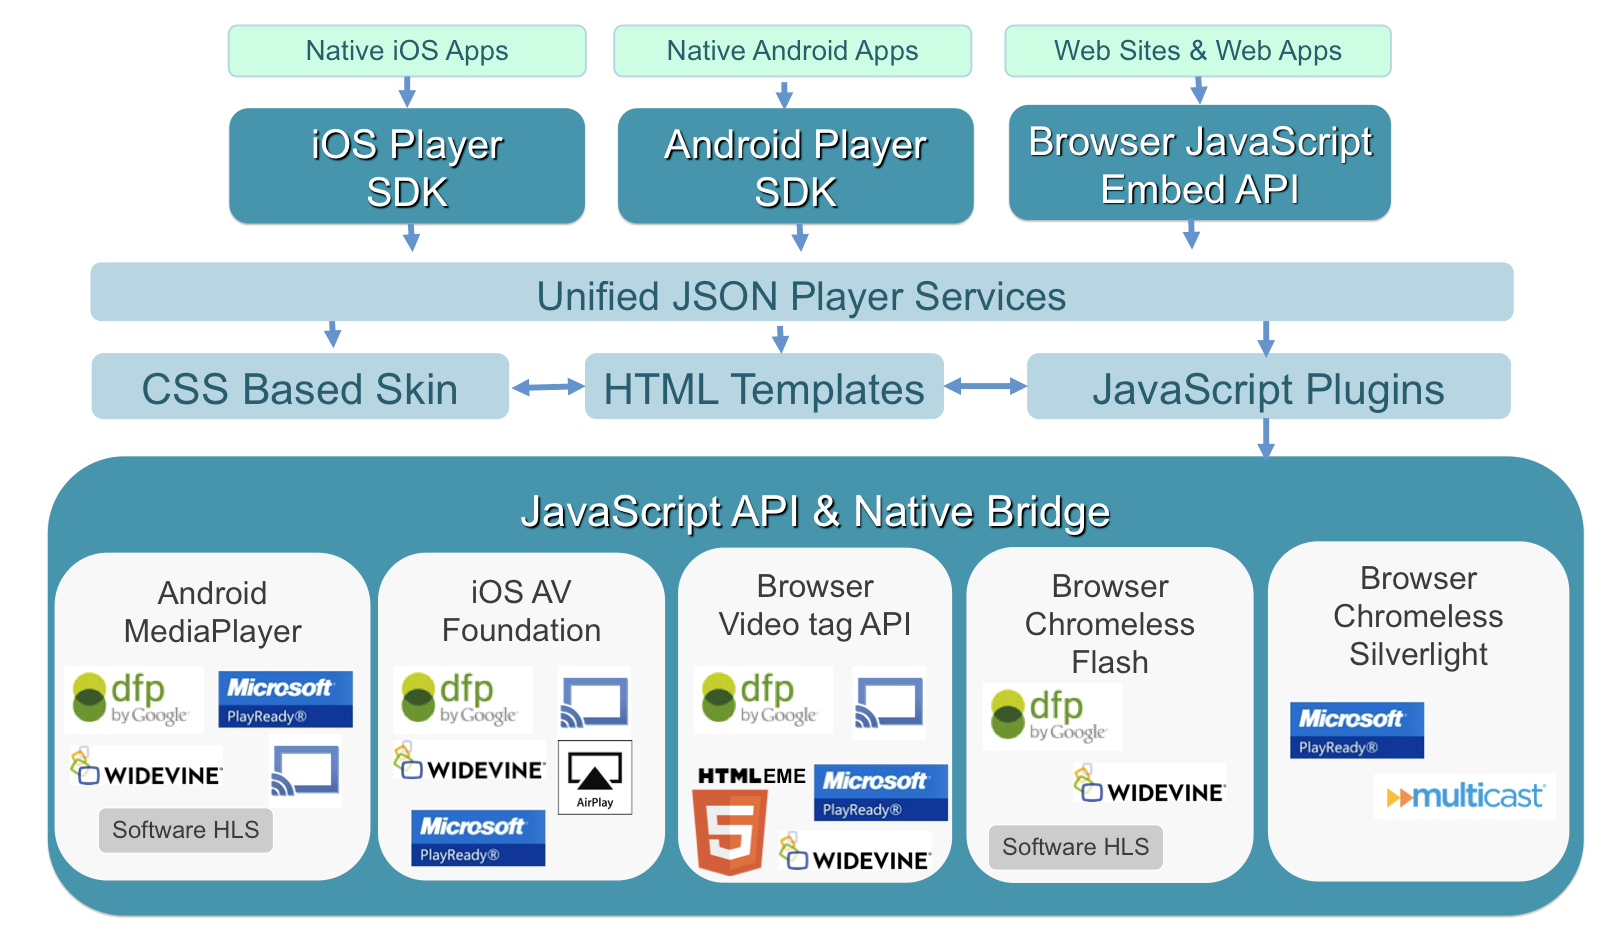 Native iOS Apps
Native Android Apps
Web Sites & Web Apps
iOS Player
SDK
Android Player
SDK
Browser JavaScript
Embed API
Unified JSON Player Services
CSS Based Skin
HTML Templates
JavaScript Plugins
JavaScript API & Native Bridge
Android
MediaPlayer
dfp
by Google
Microsoft
PlayReady®
WIDEVINE
Software HLS
iOS AV
Foundation
dfp
by Google
WIDEVINE
AirPlay
Microsoft
PlayReady®
Browser
Video tag API
dfp
by Google
HTML EME
5
Microsoft
PlayReady®
WIDEVINE
Browser
Chromeless
Flash
dfp
by Google
WIDEVINE
Software HLS
Browser
Chromeless
Silverlight
Microsoft
PlayReady®
multicast